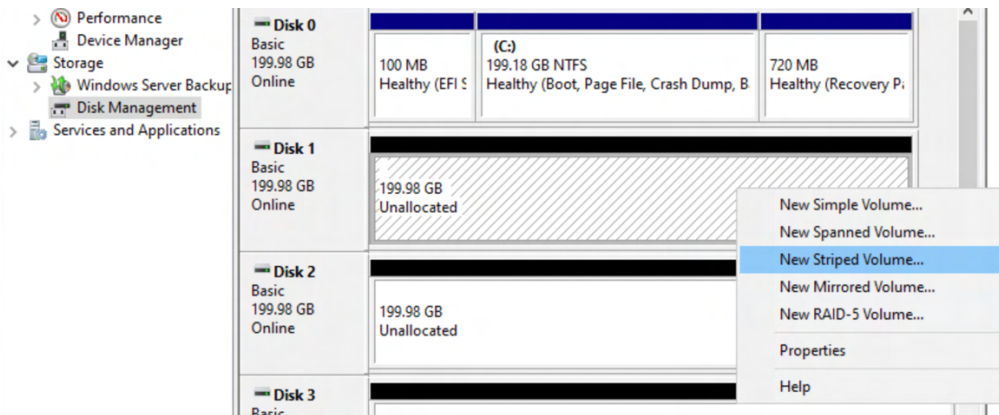 Performance
Device Manager
Storage
Windows Server Backup
Disk Management
Services and Applications
Disk 0
Basic
199.98 GB
Online
100 MB
Healthy (EFI S
(C:)
199.18 GB NTFS
Healthy (Boot, Page File, Crash Dump, B
720 MB
Healthy (Recovery Pa
Disk 1
Basic
199.98 GB
Online
199.98 GB
Unallocated
New Simple Volume...
New Spanned Volume...
New Striped Volume...
New Mirrored Volume...
New RAID-5 Volume...
Properties
Help
Disk 2
Basic
199.98 GB
Online
199.98 GB
Unallocated
Disk 3
Basic